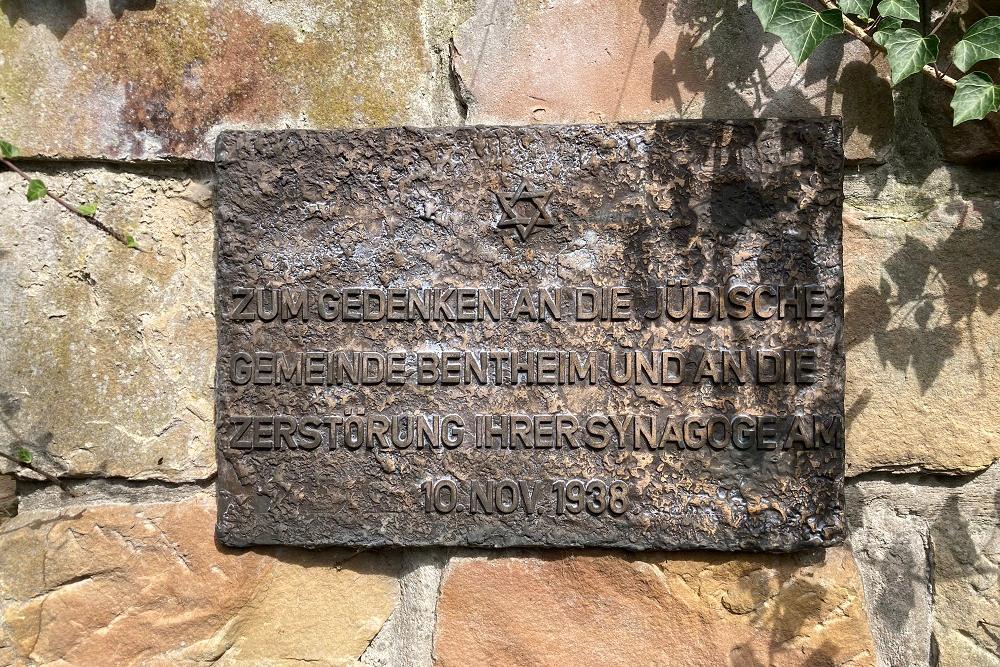 ZUM GEDENKEN AN DIE JÜDISCHE
GEMEINDE BENTHEIM UND AN DIE
ZERSTÖRUNG IHRER SYNAGOGE AM
10. NOV. 1938